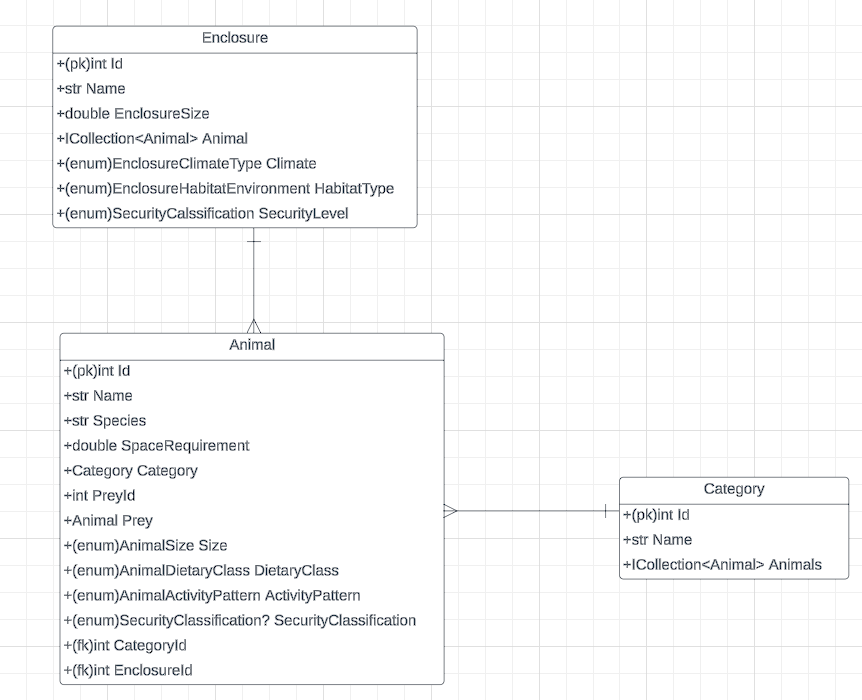 Enclosure
+(pk)int Id
+str Name
+double EnclosureSize
+ICollection<Animal> Animal
+(enum)EnclosureClimateType Climate
+(enum)EnclosureHabitatEnvironment HabitatType
+(enum)SecurityCalssification SecurityLevel
Animal
+(pk)int Id
+str Name
+str Species
+double SpaceRequirement
+Category Category
+int PreyId
+Animal Prey
+(enum)AnimalSize Size
+(enum)AnimalDietaryClass DietaryClass
+(enum)AnimalActivityPattern ActivityPattern
+(enum)SecurityClassification? SecurityClassification
+(fk)int CategoryId
+(fk)int EnclosureId
Category
+(pk)int Id
+str Name
+ICollection<Animal> Animals